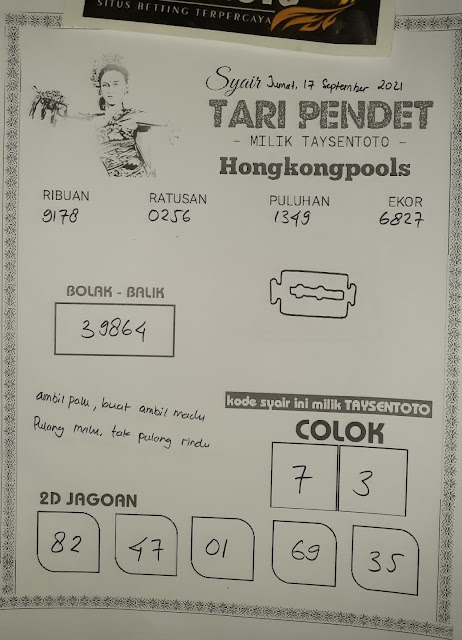 SITUS BETTING TERPERCAYA
Syair Jumat, 17 September 2021
TARI PENDET
- MILIK TAYSENTOTO -
Hongkongpools
RIBUAN RATUSAN PULUHAN EKOR
9178 0256 1349 6827
BOLAK - BALIK
39864
ambil palu, buat ambil madu
Pulang malu, tak pulang rindu
kode syair ini milik TAYSENTOTO
COLOK
7 3
2D JAGOAN
82 47 01 69 35